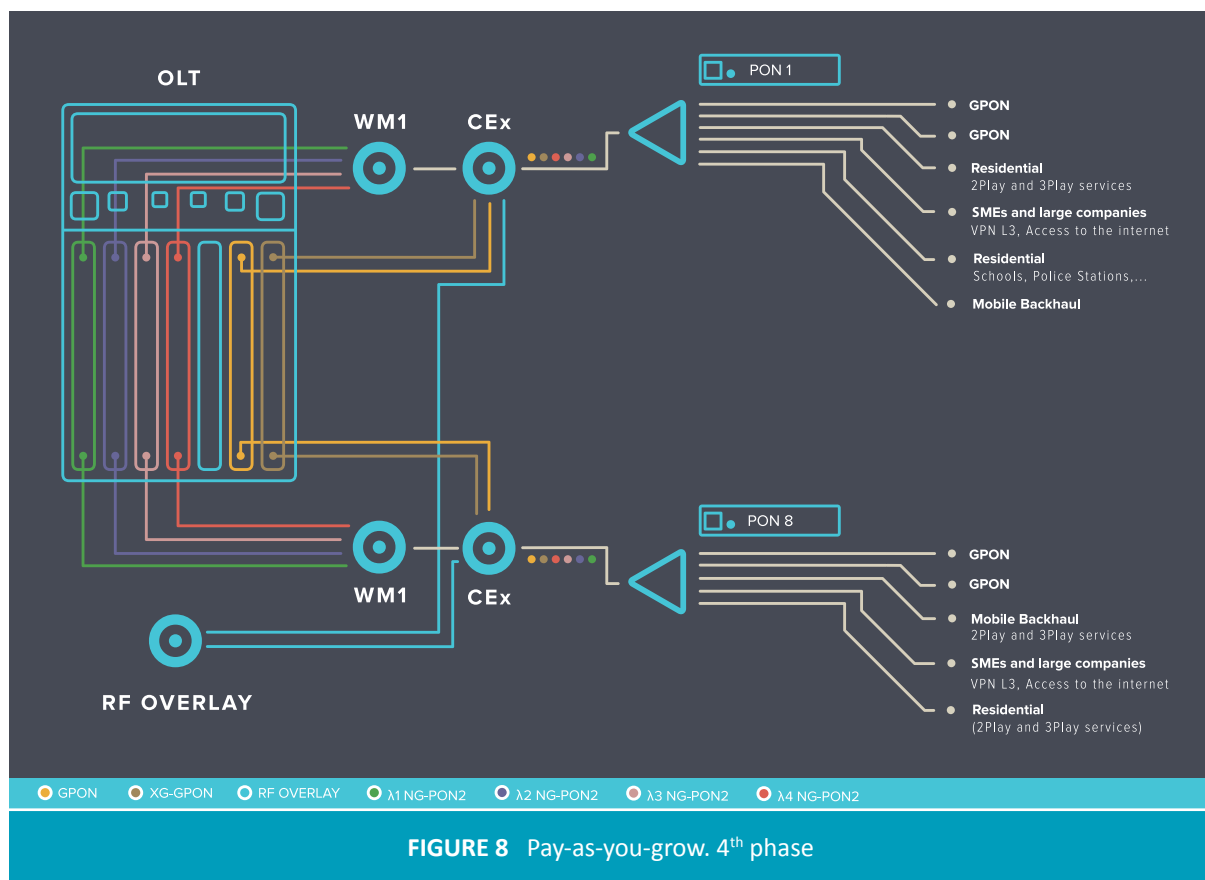 OLT
WM1
CEx
PON 1
GPON
GPON
Residential
2Play and 3Play services
SMEs and large companies
VPN L3, Access to the internet
Residential
Schools, Police Stations,...
Mobile Backhaul
WM1
CEx
RF OVERLAY
PON 8
GPON
GPON
Mobile Backhaul
2Play and 3Play services
SMEs and large companies
VPN L3, Access to the internet
Residential
(2Play and 3Play services)
GPON XG-GPON RF OVERLAY λ1 NG-PON2 λ2 NG-PON2 λ3 NG-PON2 λ4 NG-PON2
FIGURE 8 Pay-as-you-grow. 4th phase